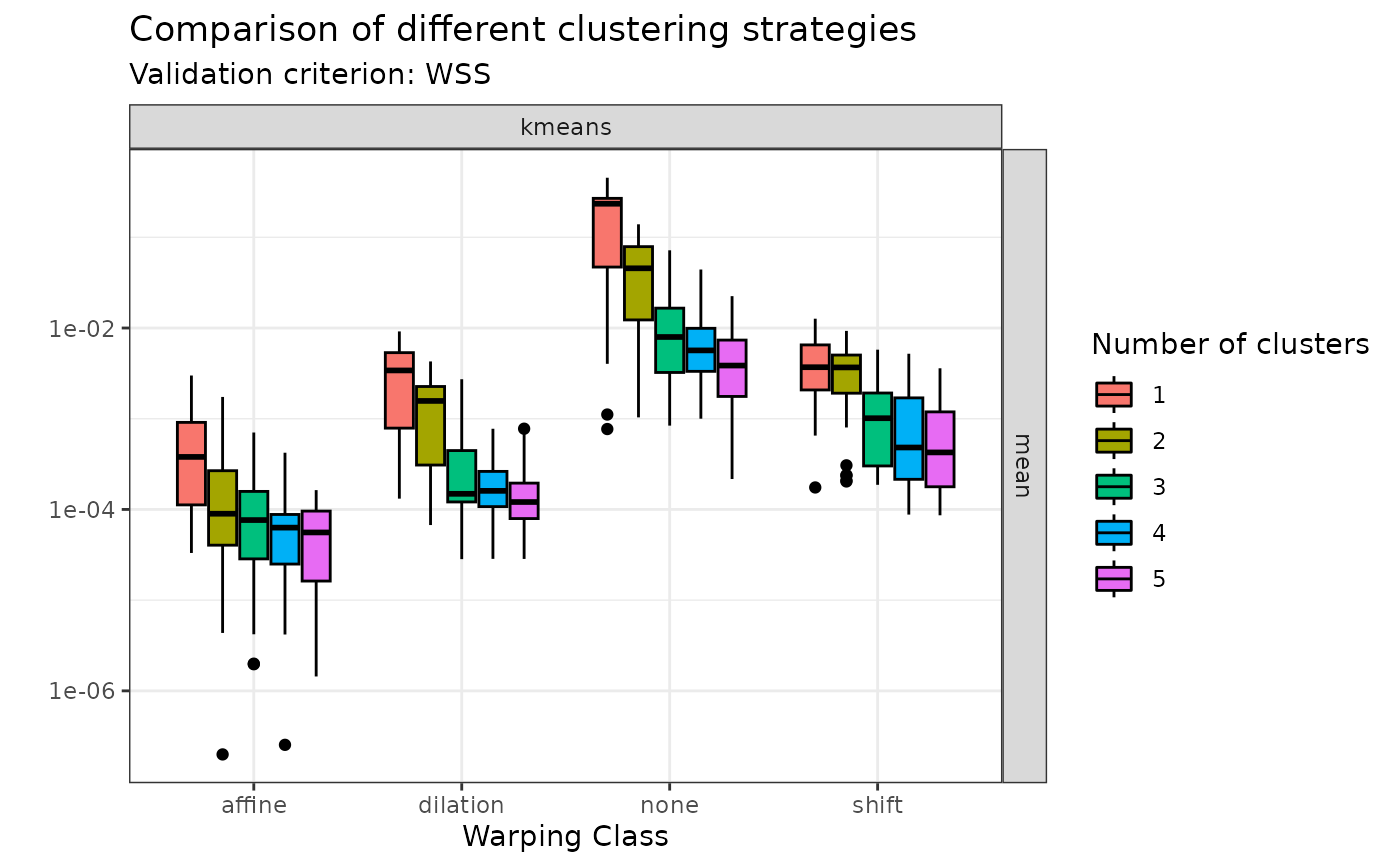 Comparison of different clustering strategies
Validation criterion: WSS
kmeans
mean
1e-02
1e-04
1e-06
affine dilation none shift
Warping Class
Number of clusters
1
2
3
4
5